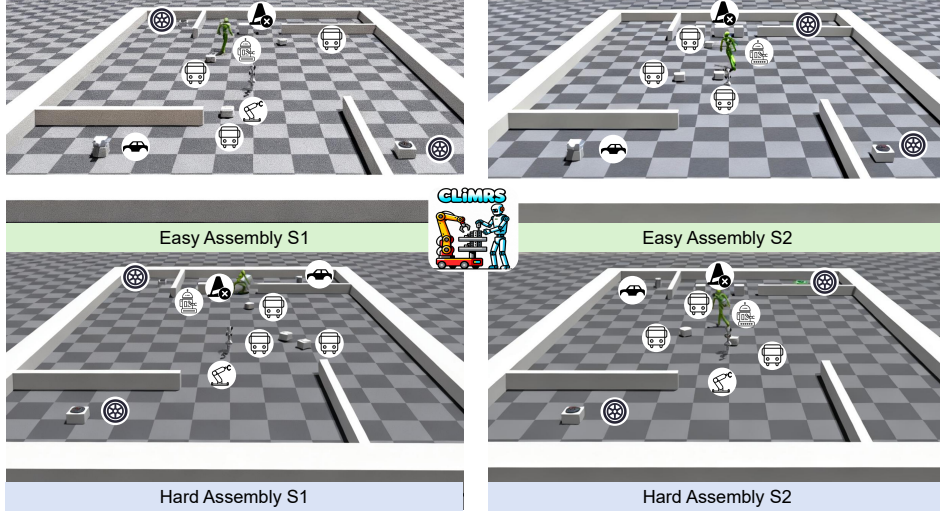 CLiMRS
Easy Assembly S1
Easy Assembly S2
Hard Assembly S1
Hard Assembly S2